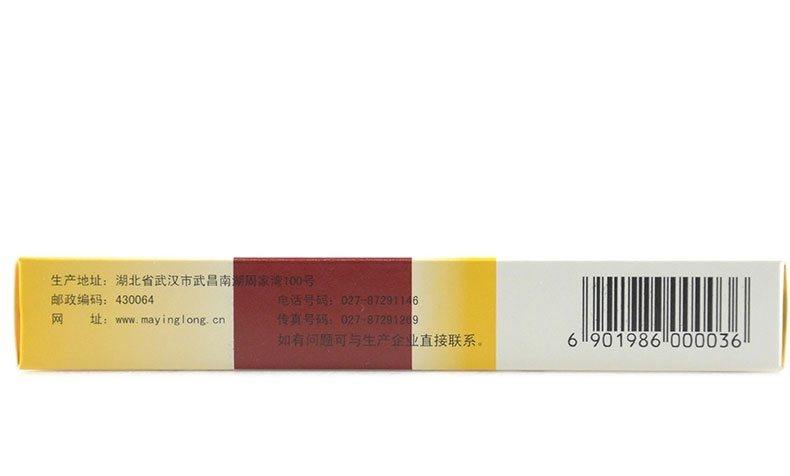 生产地址：湖北省武汉市武昌南湖周家湾100号
邮政编码：430064 电话号码：027-87291146
网 址：www.mayinglong.cn 传真号码：027-87291269
如有问题可与生产企业直接联系。
6 901986 000036